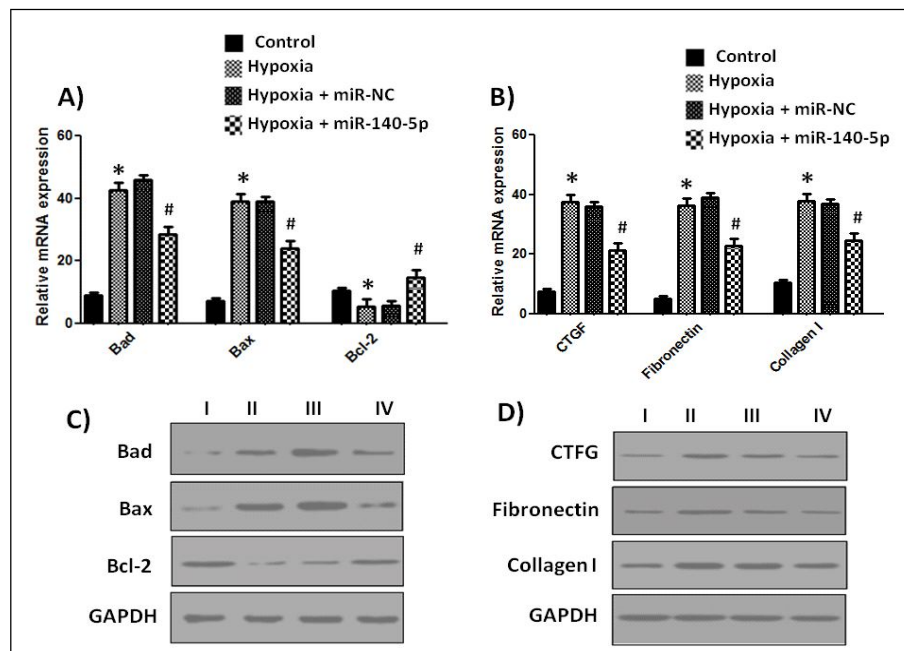 Control
Hypoxia
Hypoxia + miR-NC
Hypoxia + miR-140-5p
A)
60
40
20
0
Relative mRNA expression
*
#
*
#
*
#
Bad
Bax
Bcl-2
Control
Hypoxia
Hypoxia + miR-NC
Hypoxia + miR-140-5p
B)
60
40
20
0
Relative mRNA expression
*
#
*
#
*
#
CTGF
Fibronectin
Collagen I
C)
I II III IV
Bad
Bax
Bcl-2
GAPDH
D)
I II III IV
CTFG
Fibronectin
Collagen I
GAPDH